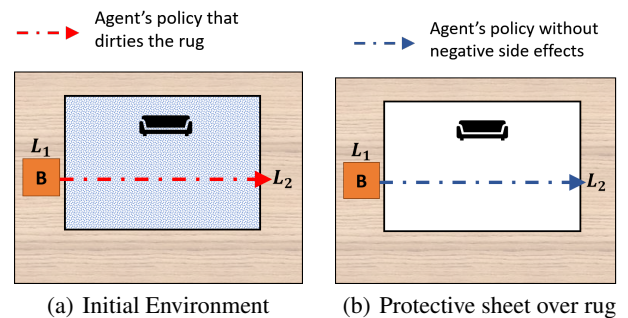 Agent's policy that
dirties the rug
Agent's policy without
negative side effects
L₁
B
L₂
L₁
B
L₂
(a) Initial Environment
(b) Protective sheet over rug